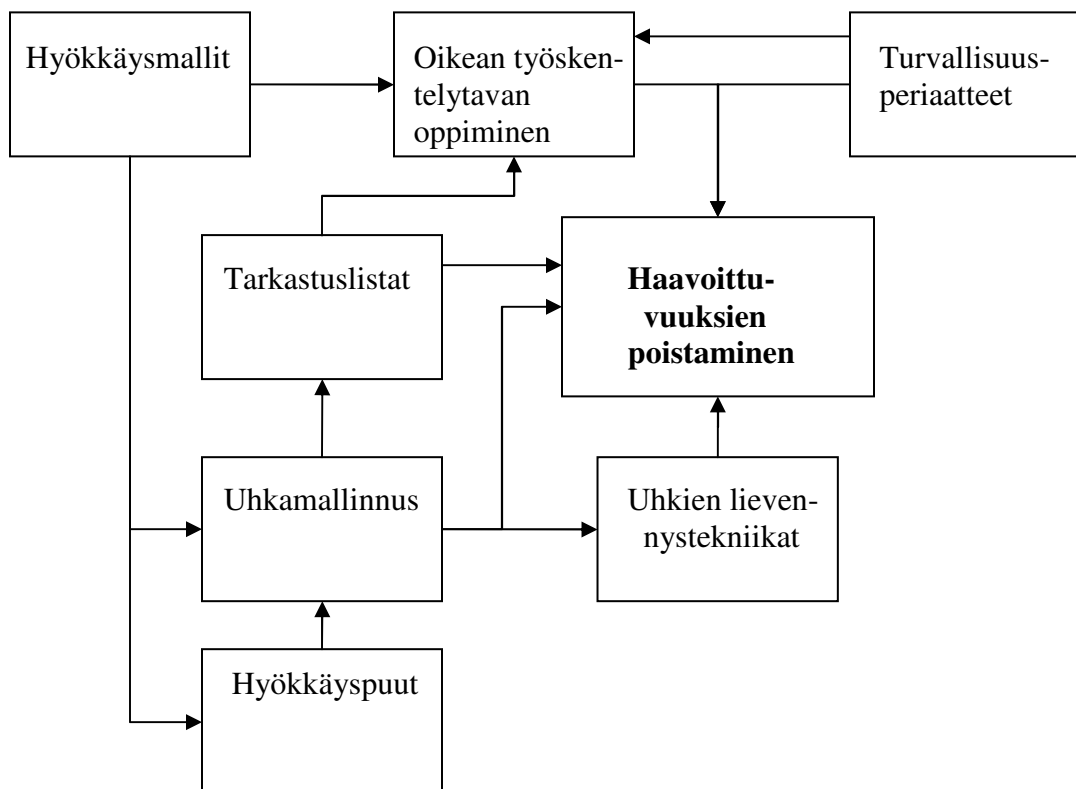 Hyökkäysmallit
Oikean työsken-
telytavan
oppiminen
Turvallisuus-
periaatteet
Tarkastuslistat
Haavoittu-
vuuksien
poistaminen
Uhkamallinnus
Uhkien lieven-
nystekniikat
Hyökkäyspuut